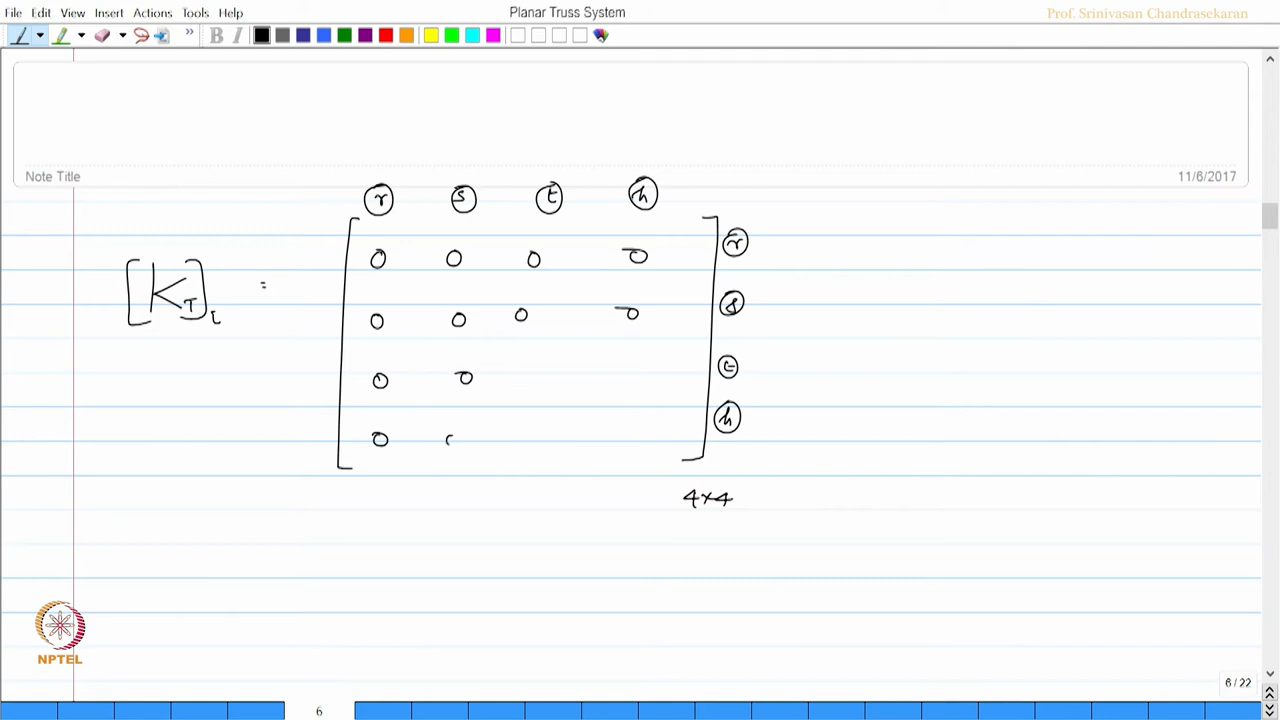 File Edit View Insert Actions Tools Help
Planar Truss System
Prof. Srinivasan Chandrasekaran
B I
Note Title
11/6/2017
r s t h
[K_T]_i =
0 0 0 0 r
0 0 0 0 s
0 0 t
0 h
4×4
NPTEL
6 / 22
6